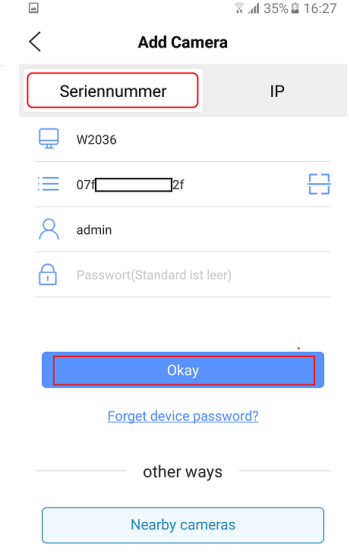 35% 16:27
Add Camera
Seriennummer IP
W2036
07f 2f
admin
Passwort(Standard ist leer)
Okay
Forget device password?
other ways
Nearby cameras